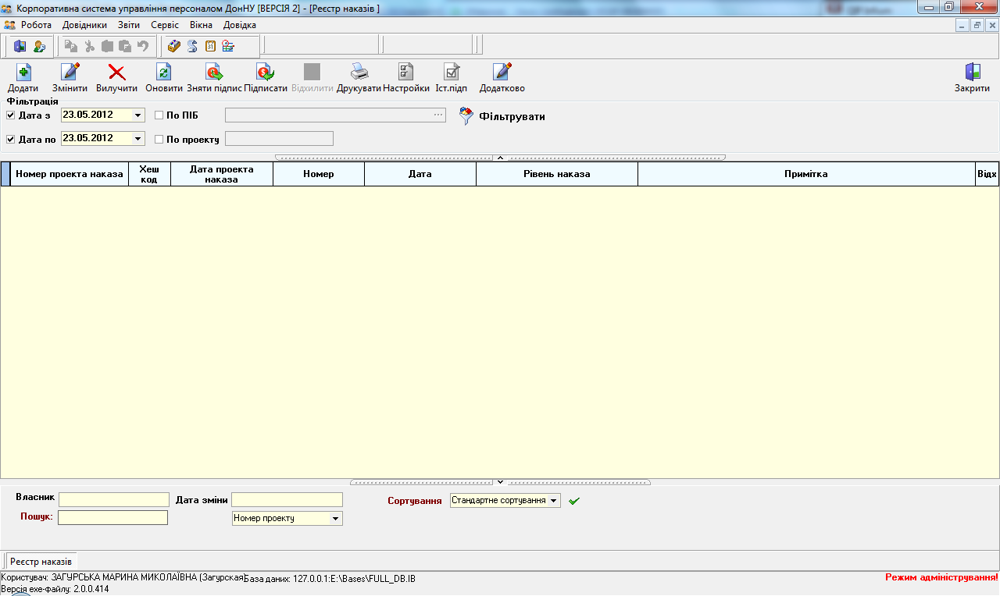 Корпоративна система управління персоналом ДонНУ [ВЕРСІЯ 2] - [Реєстр наказів ]
Робота Довідники Звіти Сервіс Вікна Довідка
Додати Змінити Вилучити Оновити Зняти підпис Підписати Відхилити Друкувати Настройки Іст.підп Додатково Закрити
Фільтрація
Дата з 23.05.2012 По ПІБ ... Фільтрувати
Дата по 23.05.2012 По проекту
Номер проекта наказа Хеш код Дата проекта наказа Номер Дата Рівень наказа Примітка Відх
Власник Дата зміни Сортування Стандартне сортування
Пошук: Номер проекту
Реєстр наказів
Користувач: ЗАГУРСЬКА МАРИНА МИКОЛАЇВНА (Загурская) База даних: 127.0.0.1:E:\Bases\FULL_DB.IB Режим адміністрування!
Версія exe-файлу: 2.0.0.414